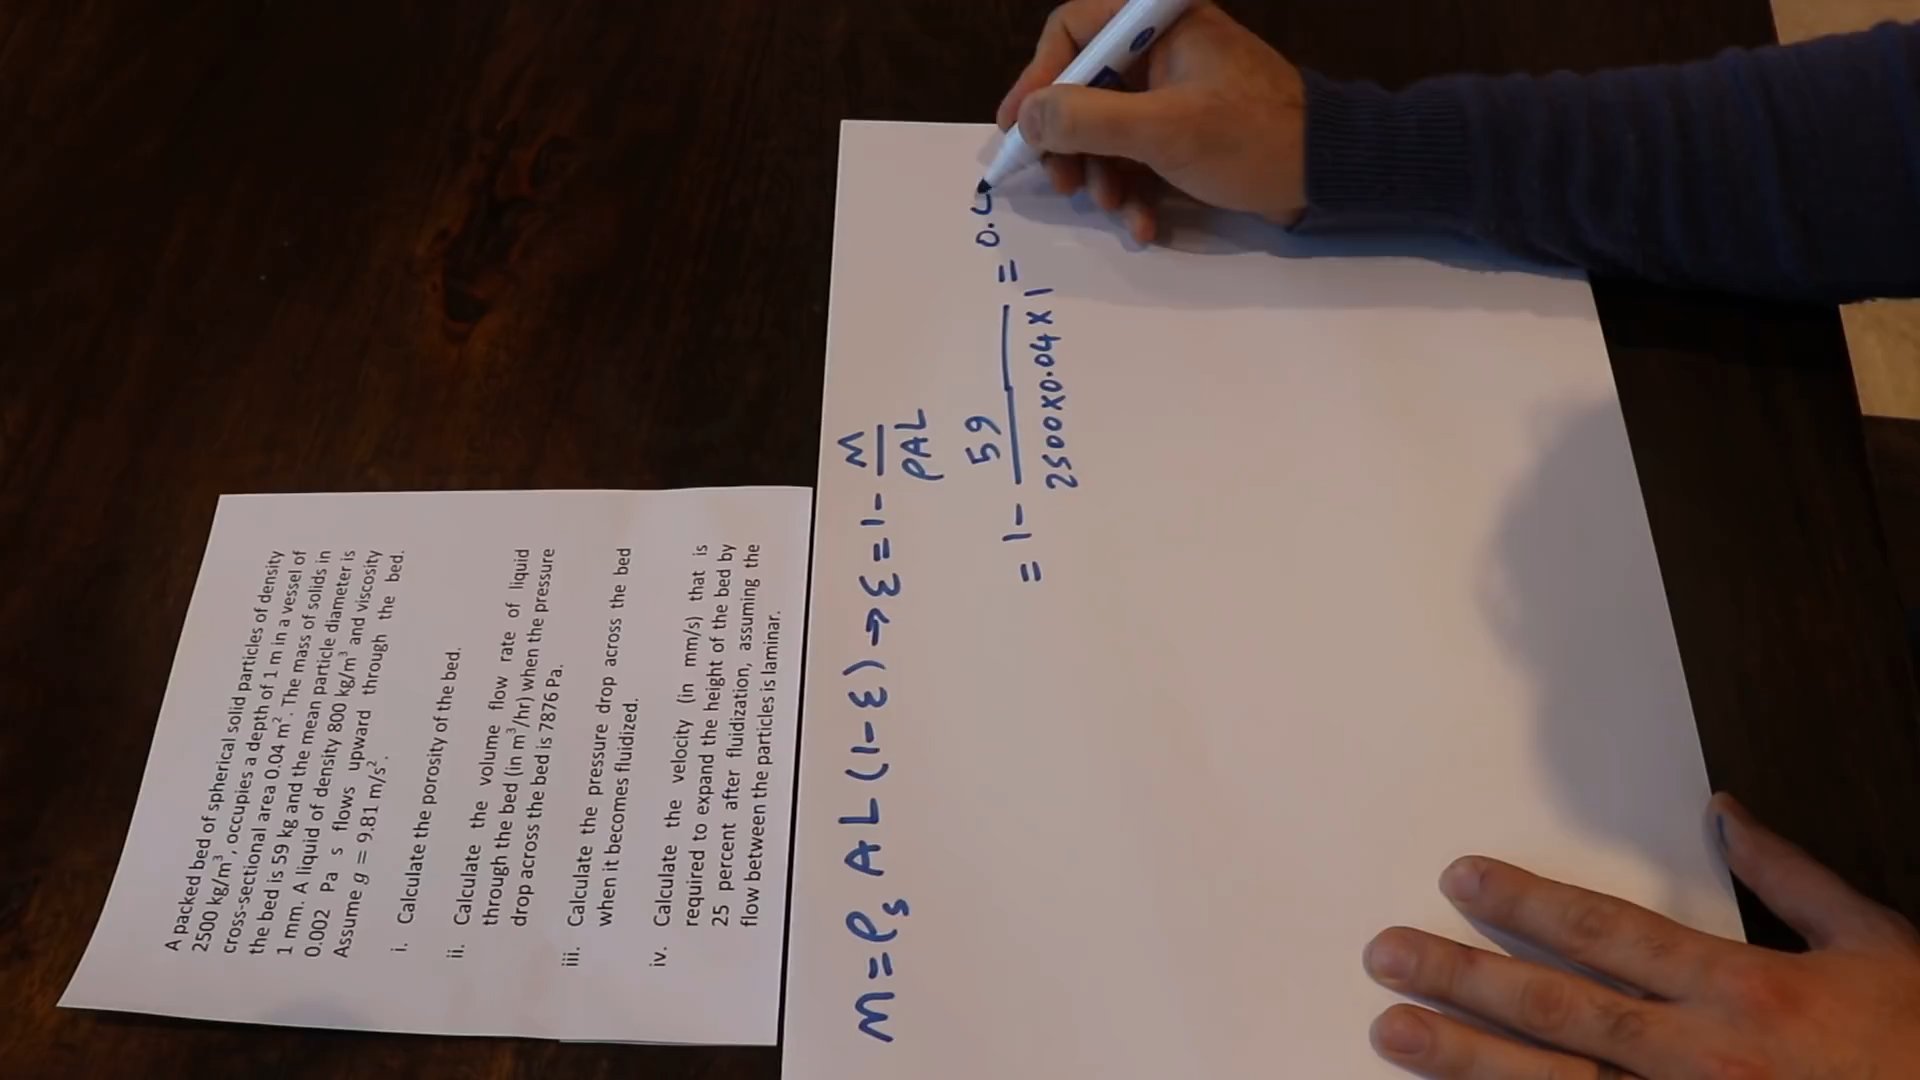 A packed bed of spherical solid particles of density
2500 kg/m³, occupies a depth of 1 m in a vessel of
cross-sectional area 0.04 m². The mass of solids in
the bed is 59 kg and the mean particle diameter is
1 mm. A liquid of density 800 kg/m³ and viscosity
0.002 Pa s flows upward through the bed.
Assume g = 9.81 m/s².
i. Calculate the porosity of the bed.
ii. Calculate the volume flow rate of liquid
through the bed (in m³/hr) when the pressure
drop across the bed is 7876 Pa.
iii. Calculate the pressure drop across the bed
when it becomes fluidized.
iv. Calculate the velocity (in mm/s) that is
required to expand the height of the bed by
25 percent after fluidization, assuming the
flow between the particles is laminar.
M=ρs AL(1-ε)→ε=1-M/ρAL
=1-59/2500×0.04×1=0.